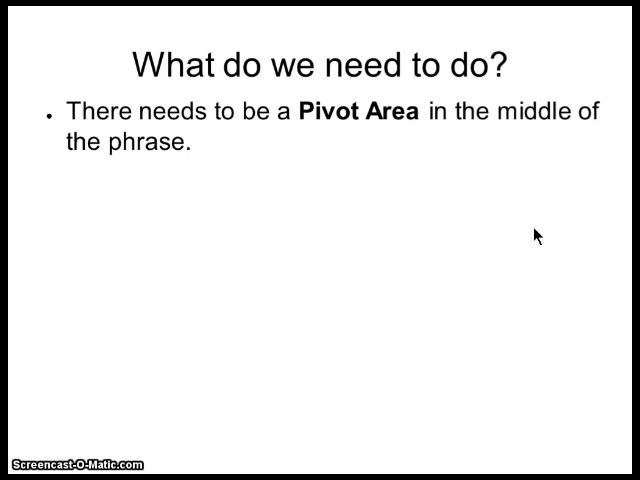 What do we need to do?
• There needs to be a Pivot Area in the middle of
the phrase.
Screencast-O-Matic.com